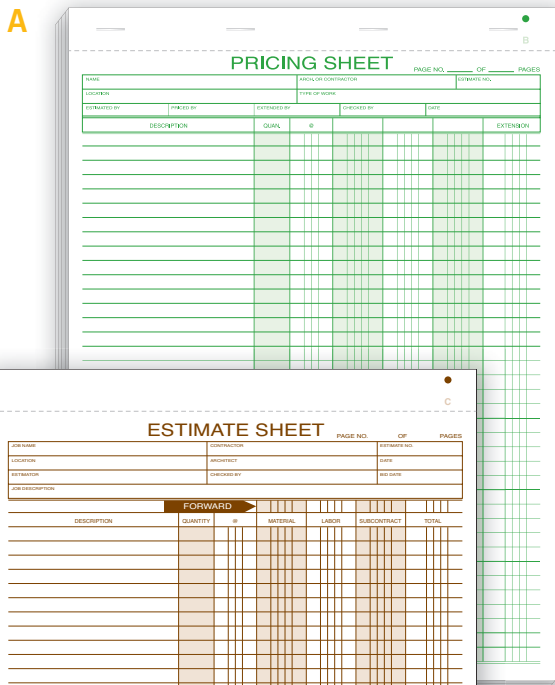 A
B
PRICING SHEET PAGE NO. ______ OF ______ PAGES
NAME ARCH. OR CONTRACTOR ESTIMATE NO.
LOCATION TYPE OF WORK
ESTIMATED BY PRICED BY EXTENDED BY CHECKED BY DATE
DESCRIPTION QUAN. @ EXTENSION
C
ESTIMATE SHEET PAGE NO. OF PAGES
JOB NAME CONTRACTOR ESTIMATE NO.
LOCATION ARCHITECT DATE
ESTIMATOR CHECKED BY BID DATE
JOB DESCRIPTION
FORWARD
DESCRIPTION QUANTITY @ MATERIAL LABOR SUBCONTRACT TOTAL